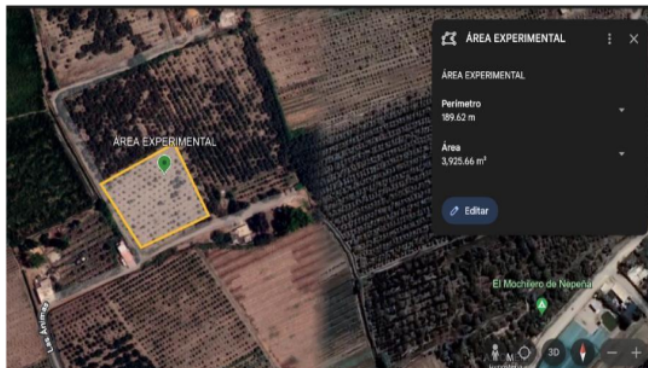 ÁREA EXPERIMENTAL
ÁREA EXPERIMENTAL
Perímetro
189.62 m
Área
3,925.66 m²
Editar
ÁREA EXPERIMENTAL
El Mochilero de Nepeña
Las Animas
3D